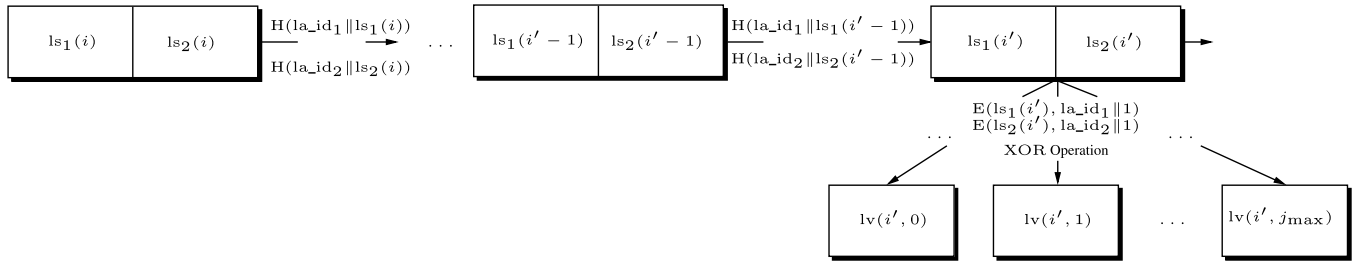 ls₁(i) ls₂(i) H(la_id₁∥ls₁(i)) H(la_id₂∥ls₂(i)) . . . ls₁(i′ − 1) ls₂(i′ − 1) H(la_id₁∥ls₁(i′ − 1)) H(la_id₂∥ls₂(i′ − 1)) ls₁(i′) ls₂(i′)
E(ls₁(i′), la_id₁∥1)
E(ls₂(i′), la_id₂∥1)
. . . . . .
XOR Operation
lv(i′, 0) lv(i′, 1) . . . lv(i′, jmax)